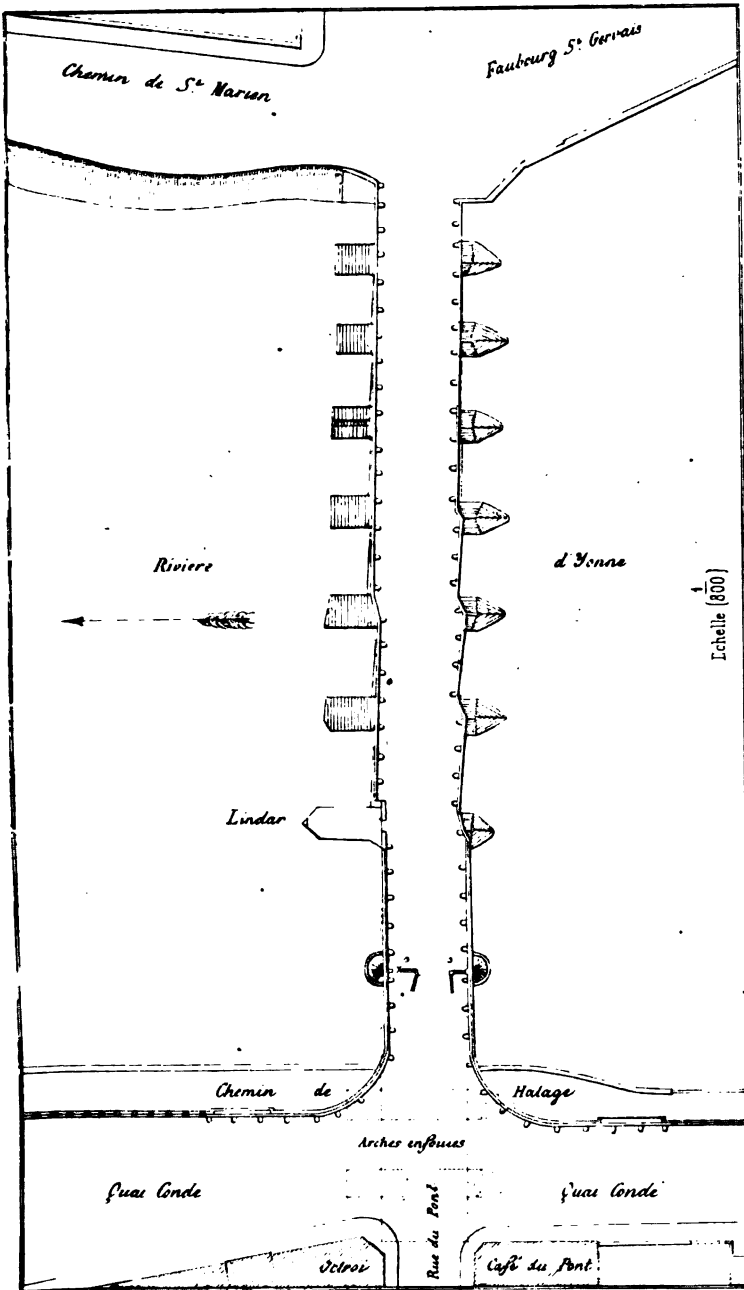 Chemin de Ste Marien
Faubourg St Gervais
Riviere
d'Yonne
Echelle (1/800)
Lindar
Chemin de
Halage
Arches enfouies
Quai Condé
Quai Condé
Rue du Pont
Octroi
Café du Pont